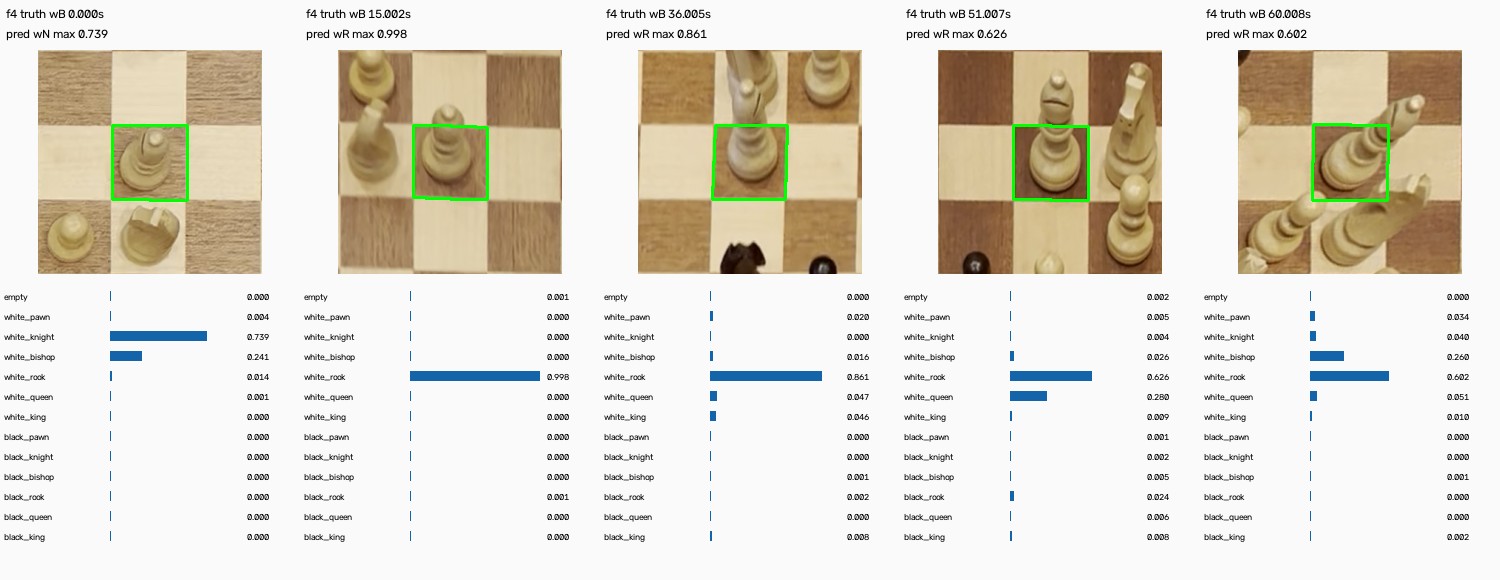 f4 truth wB 0.000s
pred wN max 0.739
empty 0.000
white_pawn 0.004
white_knight 0.739
white_bishop 0.241
white_rook 0.014
white_queen 0.001
white_king 0.000
black_pawn 0.000
black_knight 0.000
black_bishop 0.000
black_rook 0.000
black_queen 0.000
black_king 0.000
f4 truth wB 15.002s
pred wR max 0.998
empty 0.001
white_pawn 0.000
white_knight 0.000
white_bishop 0.000
white_rook 0.998
white_queen 0.000
white_king 0.000
black_pawn 0.000
black_knight 0.000
black_bishop 0.000
black_rook 0.001
black_queen 0.000
black_king 0.000
f4 truth wB 36.005s
pred wR max 0.861
empty 0.000
white_pawn 0.020
white_knight 0.000
white_bishop 0.016
white_rook 0.861
white_queen 0.047
white_king 0.046
black_pawn 0.000
black_knight 0.000
black_bishop 0.001
black_rook 0.002
black_queen 0.000
black_king 0.008
f4 truth wB 51.007s
pred wR max 0.626
empty 0.002
white_pawn 0.005
white_knight 0.004
white_bishop 0.026
white_rook 0.626
white_queen 0.280
white_king 0.009
black_pawn 0.001
black_knight 0.002
black_bishop 0.005
black_rook 0.024
black_queen 0.006
black_king 0.008
f4 truth wB 60.008s
pred wR max 0.602
empty 0.000
white_pawn 0.034
white_knight 0.040
white_bishop 0.260
white_rook 0.602
white_queen 0.051
white_king 0.010
black_pawn 0.000
black_knight 0.000
black_bishop 0.001
black_rook 0.000
black_queen 0.000
black_king 0.002